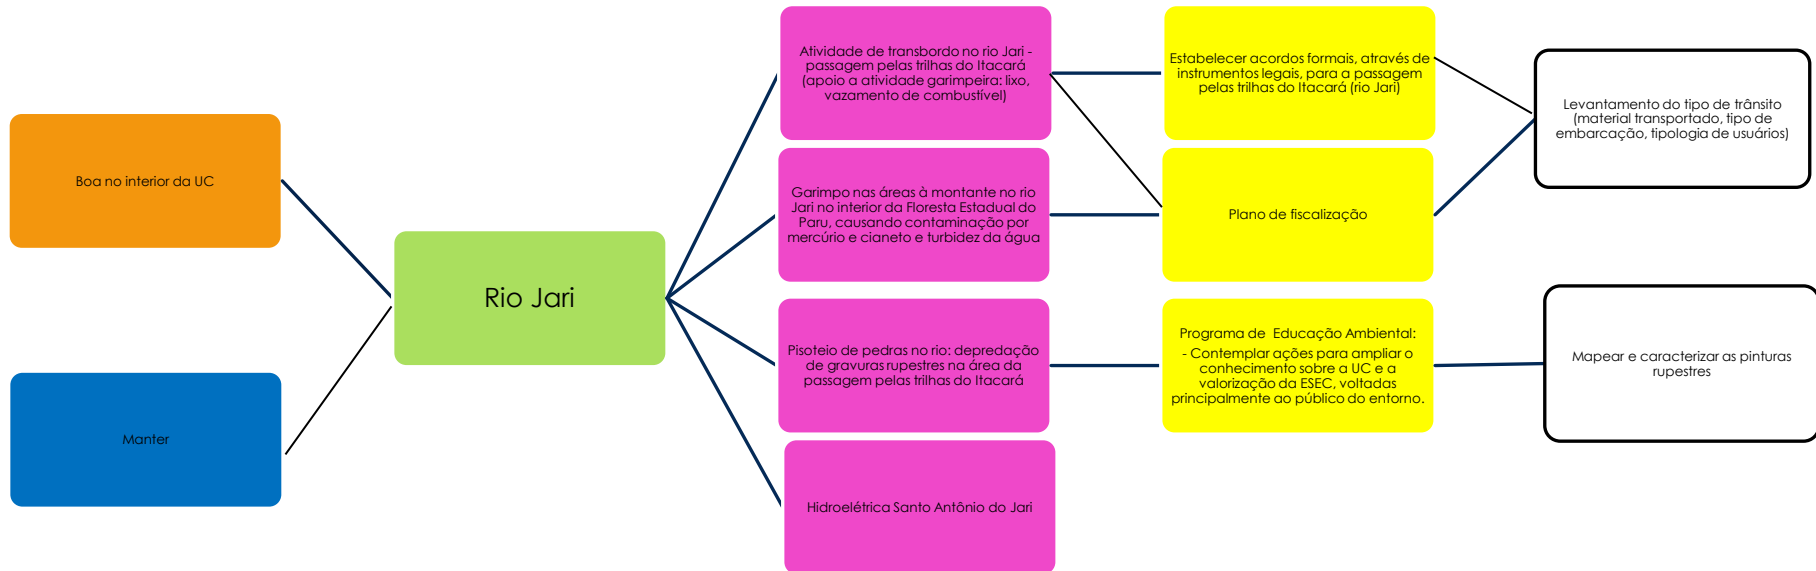 Boa no interior da UC
Manter
Rio Jari
Atividade de transbordo no rio Jari -
passagem pelas trilhas do Itacará
(apoio a atividade garimpeira: lixo,
vazamento de combustível)
Garimpo nas áreas à montante no rio
Jari no interior da Floresta Estadual do
Paru, causando contaminação por
mercúrio e cianeto e turbidez da água
Pisoteio de pedras no rio: depredação
de gravuras rupestres na área da
passagem pelas trilhas do Itacará
Hidroelétrica Santo Antônio do Jari
Estabelecer acordos formais, através de
instrumentos legais, para a passagem
pelas trilhas do Itacará (rio Jari)
Plano de fiscalização
Programa de Educação Ambiental:
- Contemplar ações para ampliar o
conhecimento sobre a UC e a
valorização da ESEC, voltadas
principalmente ao público do entorno.
Levantamento do tipo de trânsito
(material transportado, tipo de
embarcação, tipologia de usuários)
Mapear e caracterizar as pinturas
rupestres